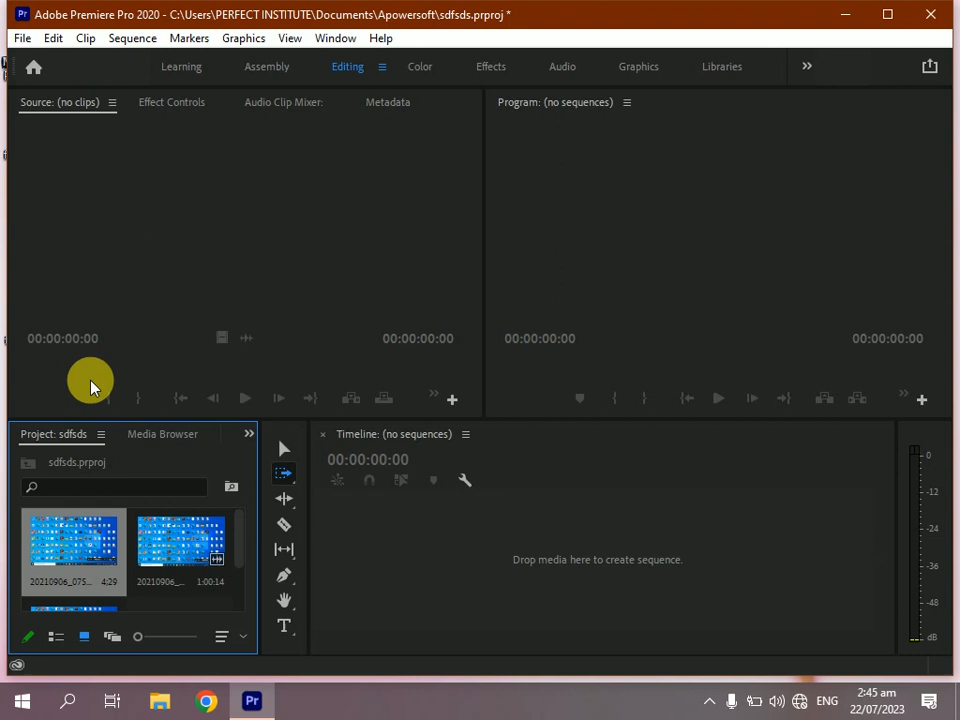 Pr Adobe Premiere Pro 2020 - C:\Users\PERFECT INSTITUTE\Documents\Apowersoft\sdfsds.prproj *
File Edit Clip Sequence Markers Graphics View Window Help
Learning Assembly Editing Color Effects Audio Graphics Libraries
Source: (no clips) Effect Controls Audio Clip Mixer: Metadata
Program: (no sequences)
00:00:00:00 00:00:00:00
00:00:00:00 00:00:00:00
Project: sdfsds Media Browser
sdfsds.prproj
20210906_075... 4;29
20210906_... 1:00:14
× Timeline: (no sequences)
00:00:00:00
Drop media here to create sequence.
0
-12
-24
-36
-48
dB
Pr
ENG
2:45 am
22/07/2023